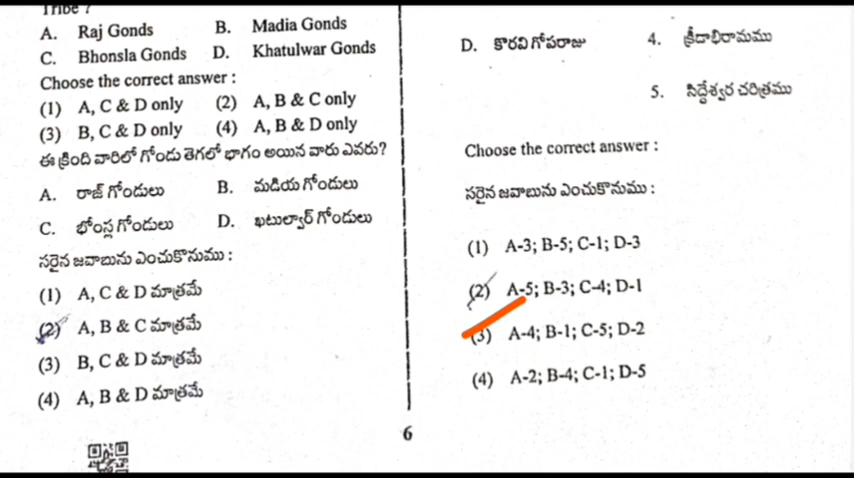 Tribe ?
A. Raj Gonds B. Madia Gonds
C. Bhonsla Gonds D. Khatulwar Gonds
Choose the correct answer :
(1) A, C & D only (2) A, B & C only
(3) B, C & D only (4) A, B & D only
ఈ క్రింది వారిలో గోండు తెగలో భాగం అయిన వారు ఎవరు?
A. రాజ్ గోండులు B. మడియ గోండులు
C. భోంస్ల గోండులు D. ఖటుల్వార్ గోండులు
సరైన జవాబును ఎంచుకొనుము :
(1) A, C & D మాత్రమే
(2) A, B & C మాత్రమే
(3) B, C & D మాత్రమే
(4) A, B & D మాత్రమే
D. కొరవి గోపరాజు 4. క్రీడాభిరామము
5. సిద్ధేశ్వర చరిత్రము
Choose the correct answer :
సరైన జవాబును ఎంచుకొనుము :
(1) A-3; B-5; C-1; D-3
(2) A-5; B-3; C-4; D-1
(3) A-4; B-1; C-5; D-2
(4) A-2; B-4; C-1; D-5
6